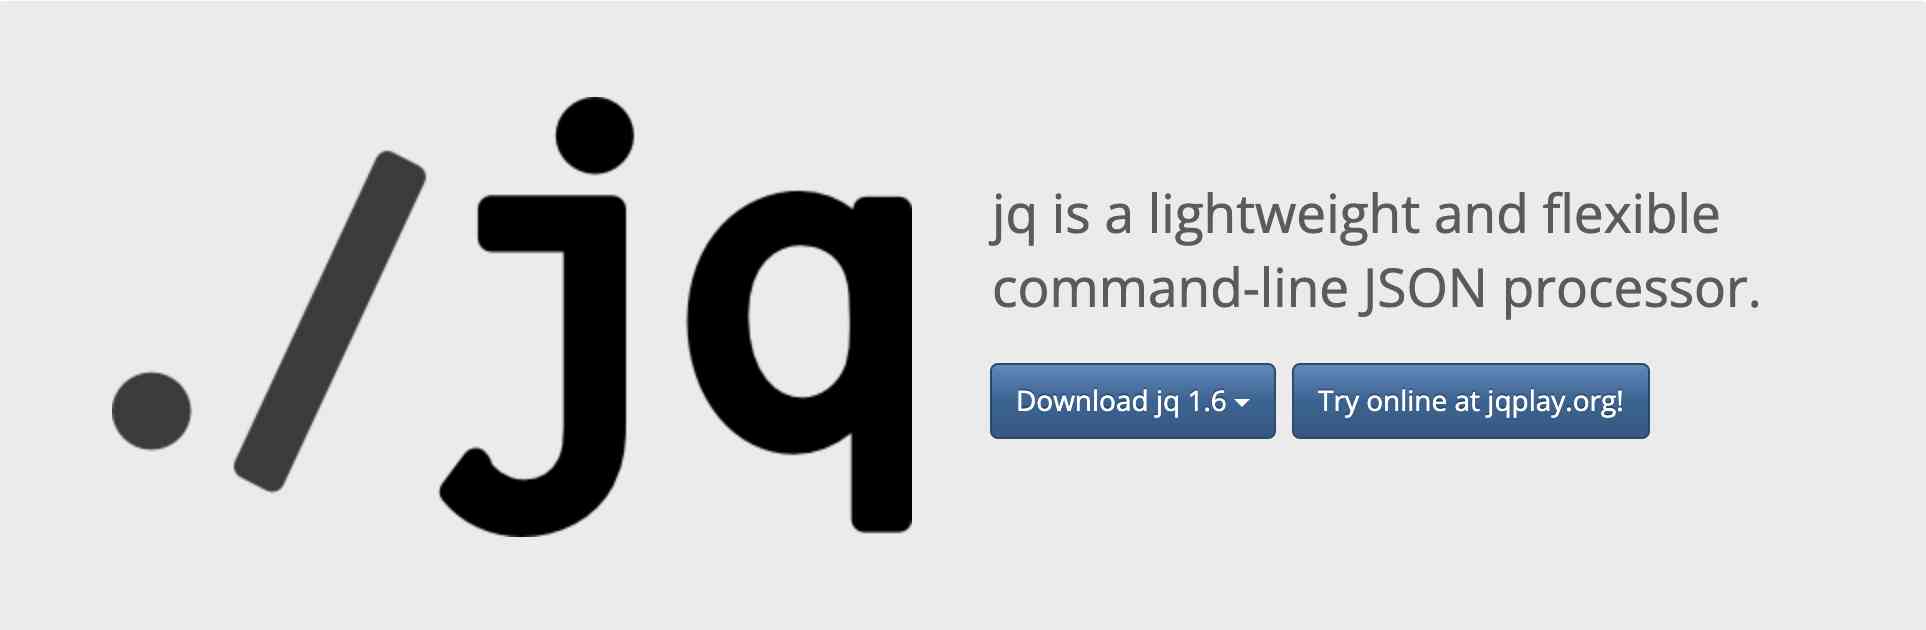 ./jq
jq is a lightweight and flexible
command-line JSON processor.
Download jq 1.6
Try online at jqplay.org!